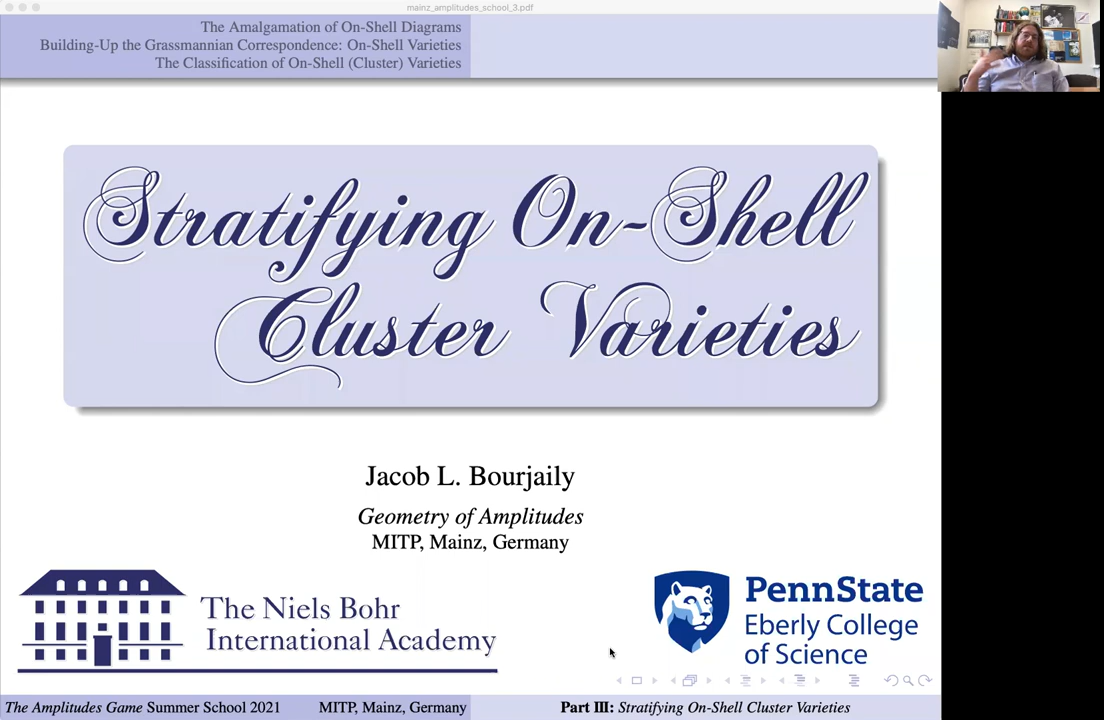 mainz_amplitudes_school_3.pdf
The Amalgamation of On-Shell Diagrams
Building-Up the Grassmannian Correspondence: On-Shell Varieties
The Classification of On-Shell (Cluster) Varieties
Stratifying On-Shell
Cluster Varieties
Jacob L. Bourjaily
Geometry of Amplitudes
MITP, Mainz, Germany
The Niels Bohr
International Academy
PennState
Eberly College
of Science
The Amplitudes Game Summer School 2021 MITP, Mainz, Germany Part III: Stratifying On-Shell Cluster Varieties